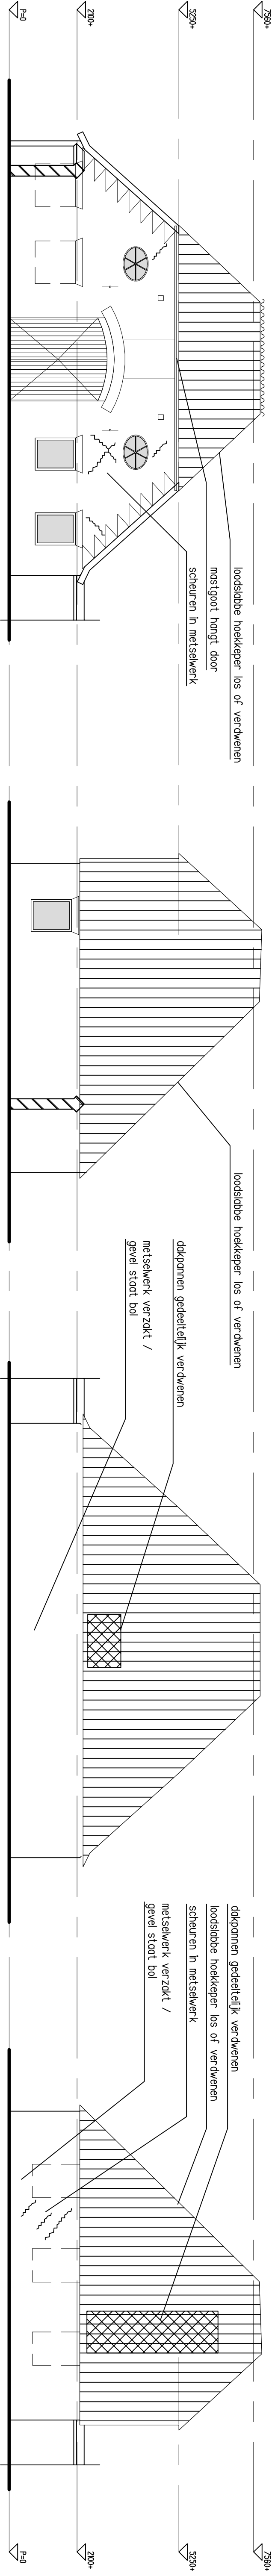 7560+
5250+
2100+
P=0
loodslabbe hoekkeper los of verdwenen
mastgoot hangt door
scheuren in metselwerk
loodslabbe hoekkeper los of verdwenen
dakpannen gedeeltelijk verdwenen
metselwerk verzakt /
gevel staat bol
dakpannen gedeeltelijk verdwenen
loodslabbe hoekkeper los of verdwenen
scheuren in metselwerk
metselwerk verzakt /
gevel staat bol
7560+
5250+
2100+
P=0